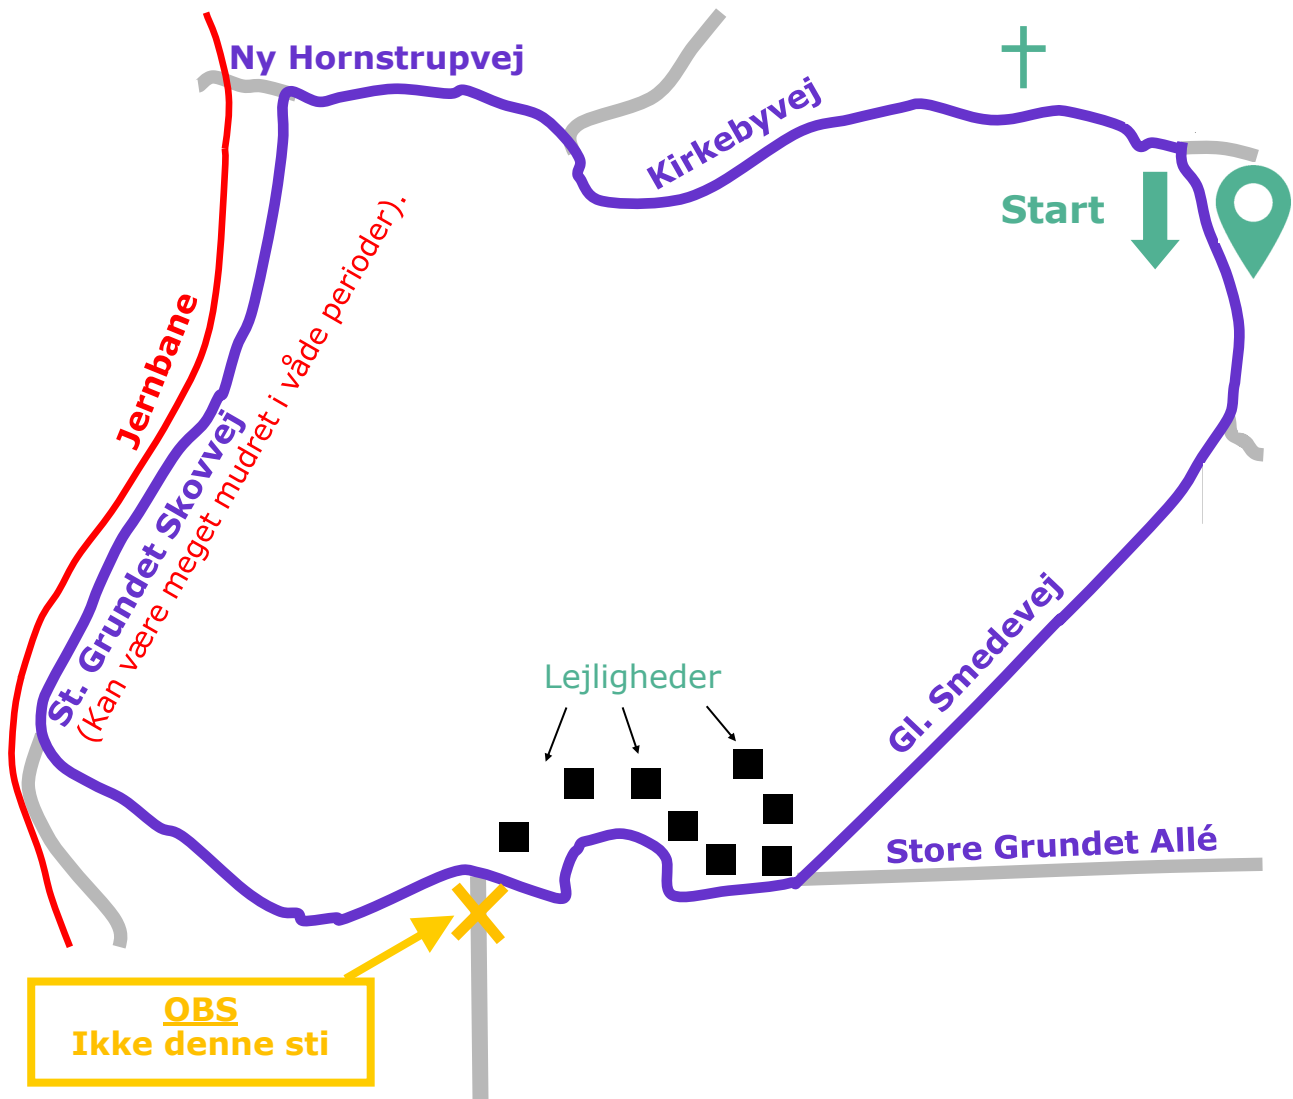 Ny Hornstrupvej
Kirkebyvej
Start
Jernbane
St. Grundet Skovvej
(Kan være meget mudret i våde perioder).
Lejligheder
Gl. Smedevej
Store Grundet Allé
OBS
Ikke denne sti